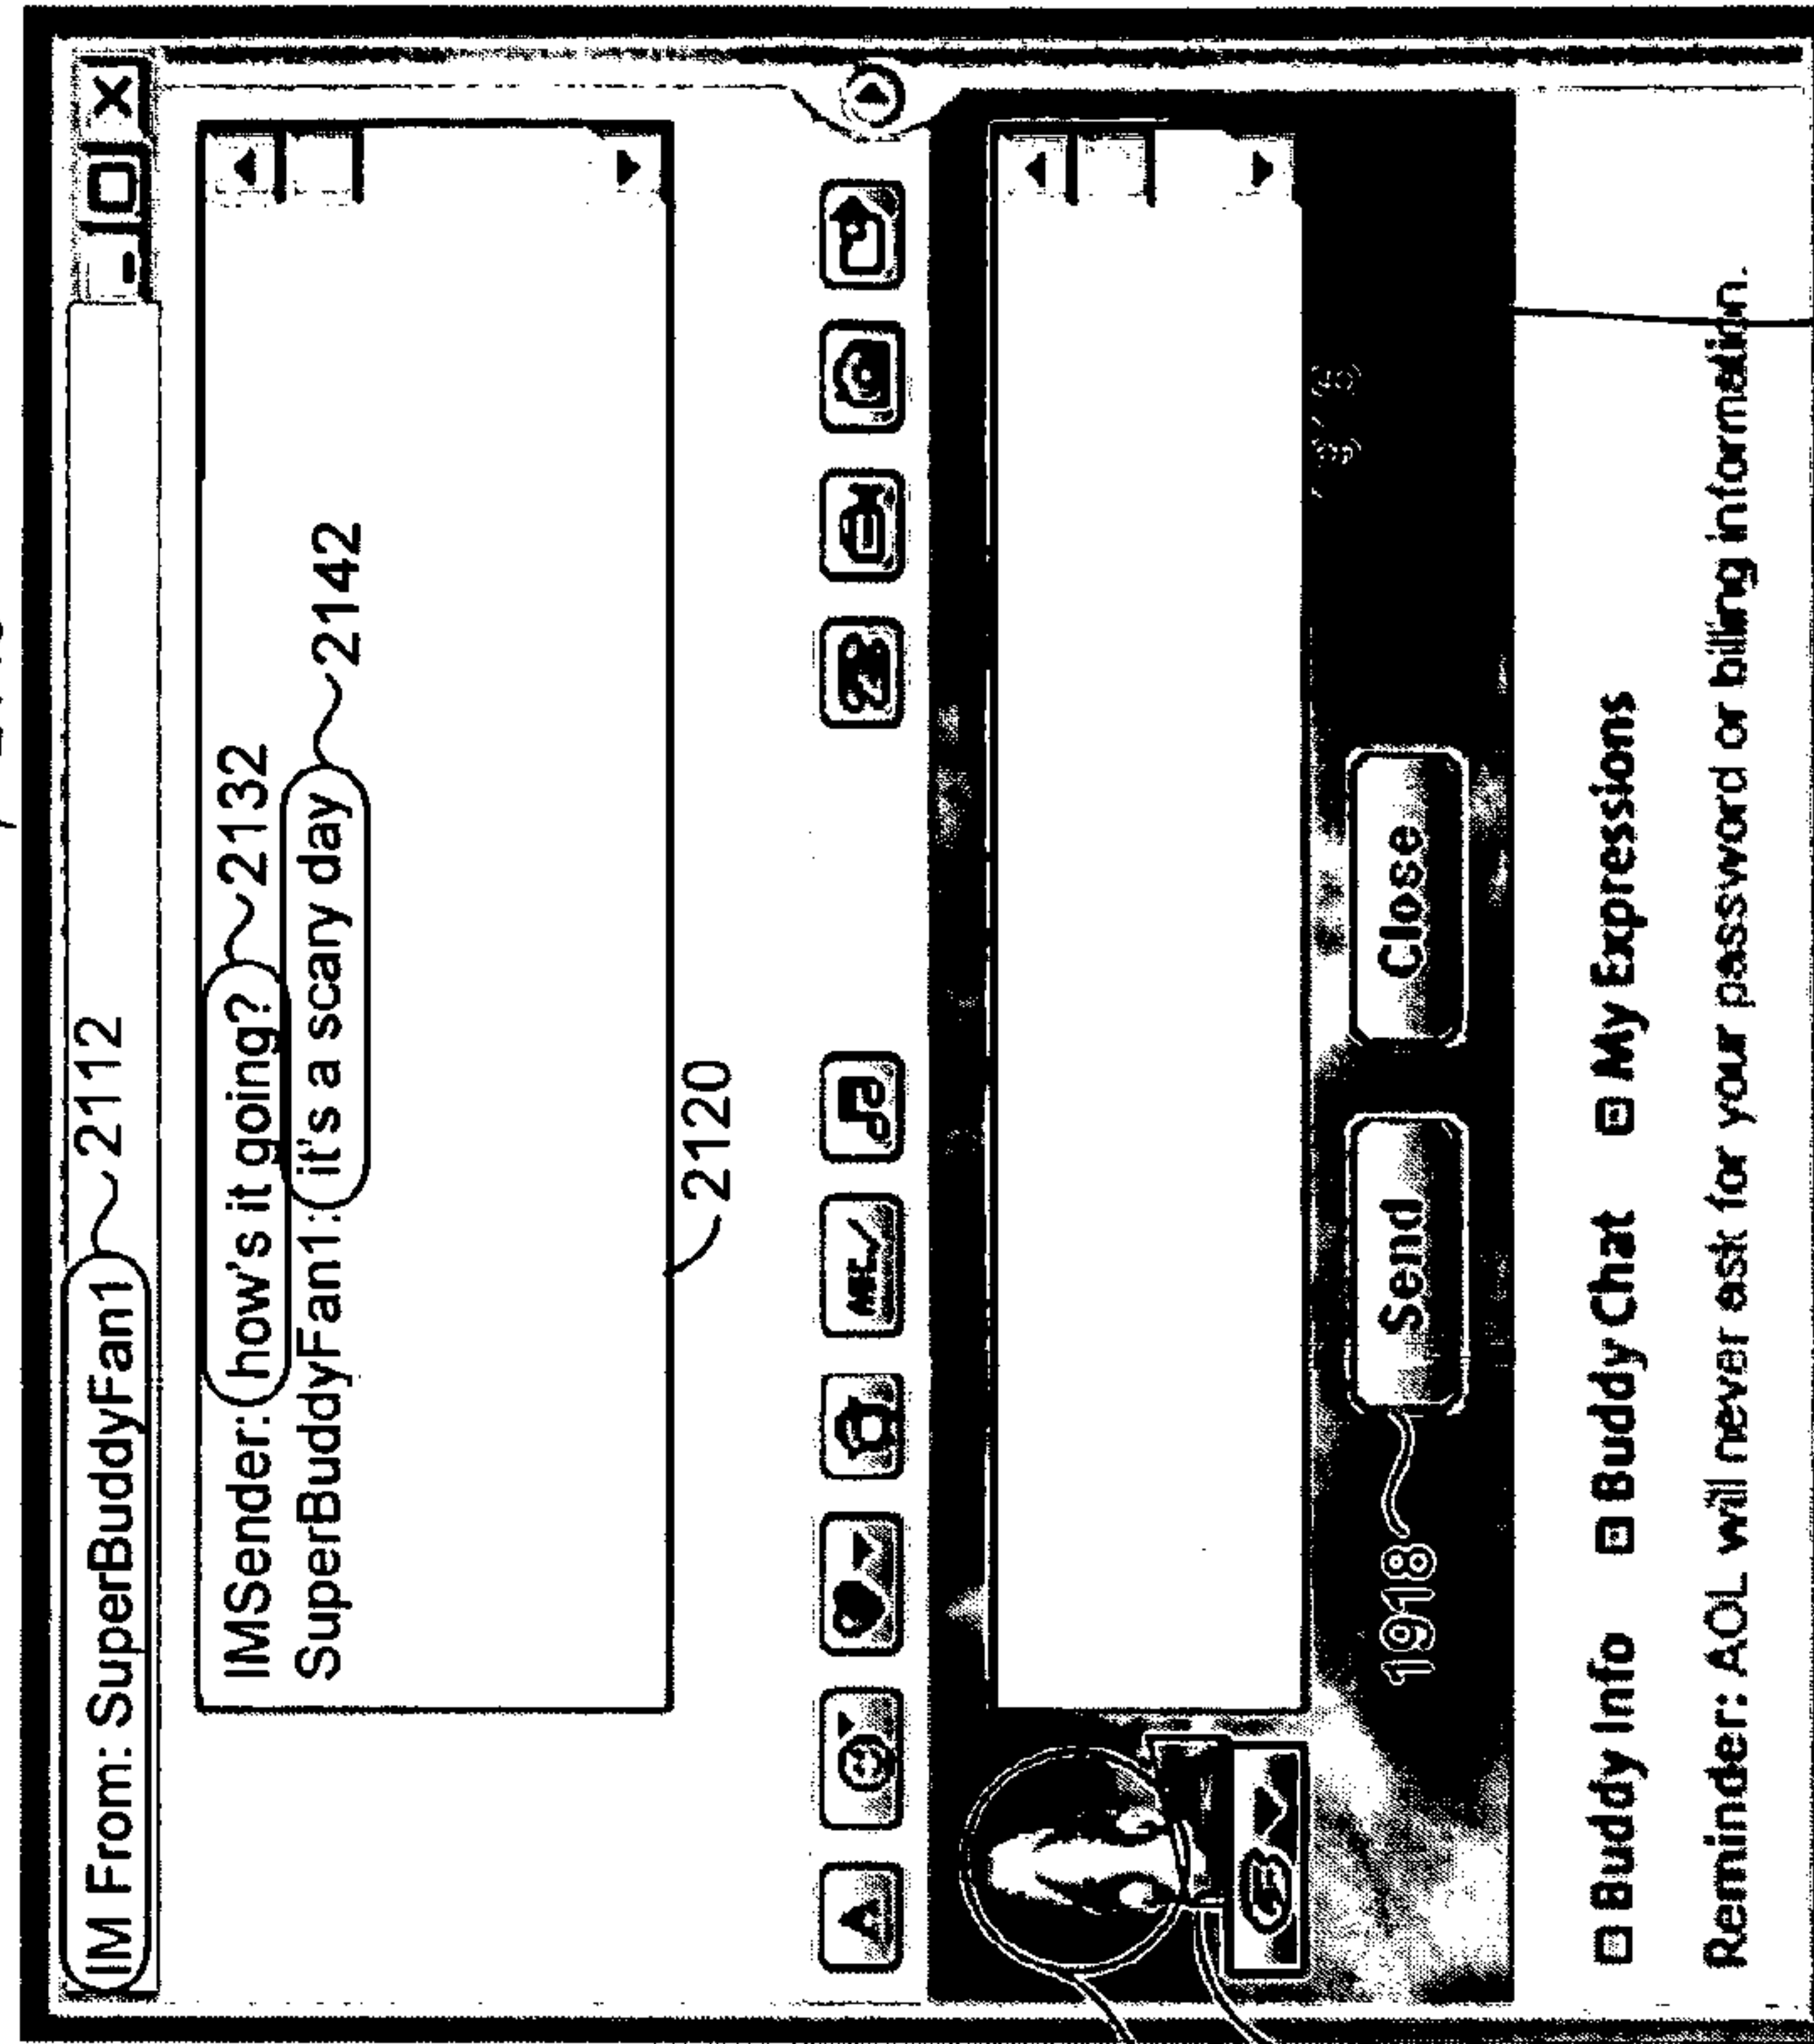 IM From: SuperBuddyFan1 2112
IMSender: how's it going? 2132
SuperBuddyFan1: it's a scary day 2142
2120
1918 Send Close
Buddy Info Buddy Chat My Expressions
Reminder: AOL will never ask for your password or billing information.